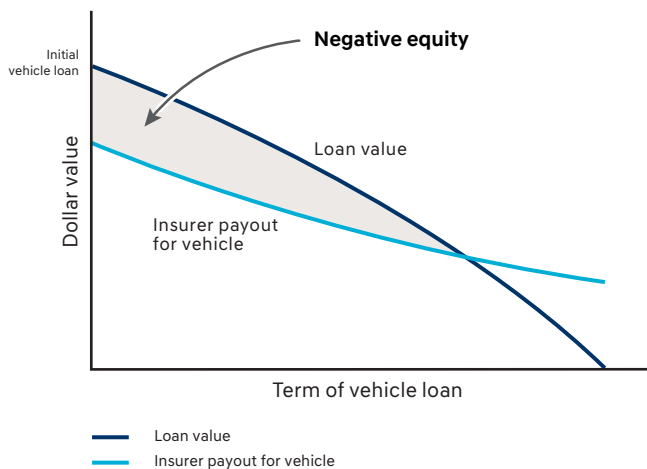 Negative equity
Initial
vehicle loan
Loan value
Dollar value
Insurer payout
for vehicle
Term of vehicle loan
Loan value
Insurer payout for vehicle